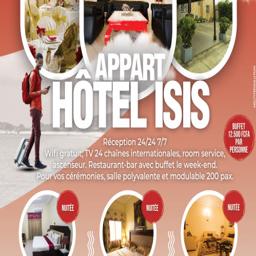 APPART
HÔTEL ISIS
Réception 24/24 7/7
Wifi gratuit, TV 24 chaînes internationales, room service,
ascenseur. Restaurant-bar avec buffet le week-end.
Pour vos cérémonies, salle polyvalente et modulable 200 pax.
BUFFET
12.500 FCFA
PAR
PERSONNE
NUITÉE
NUITÉE
NUITÉE